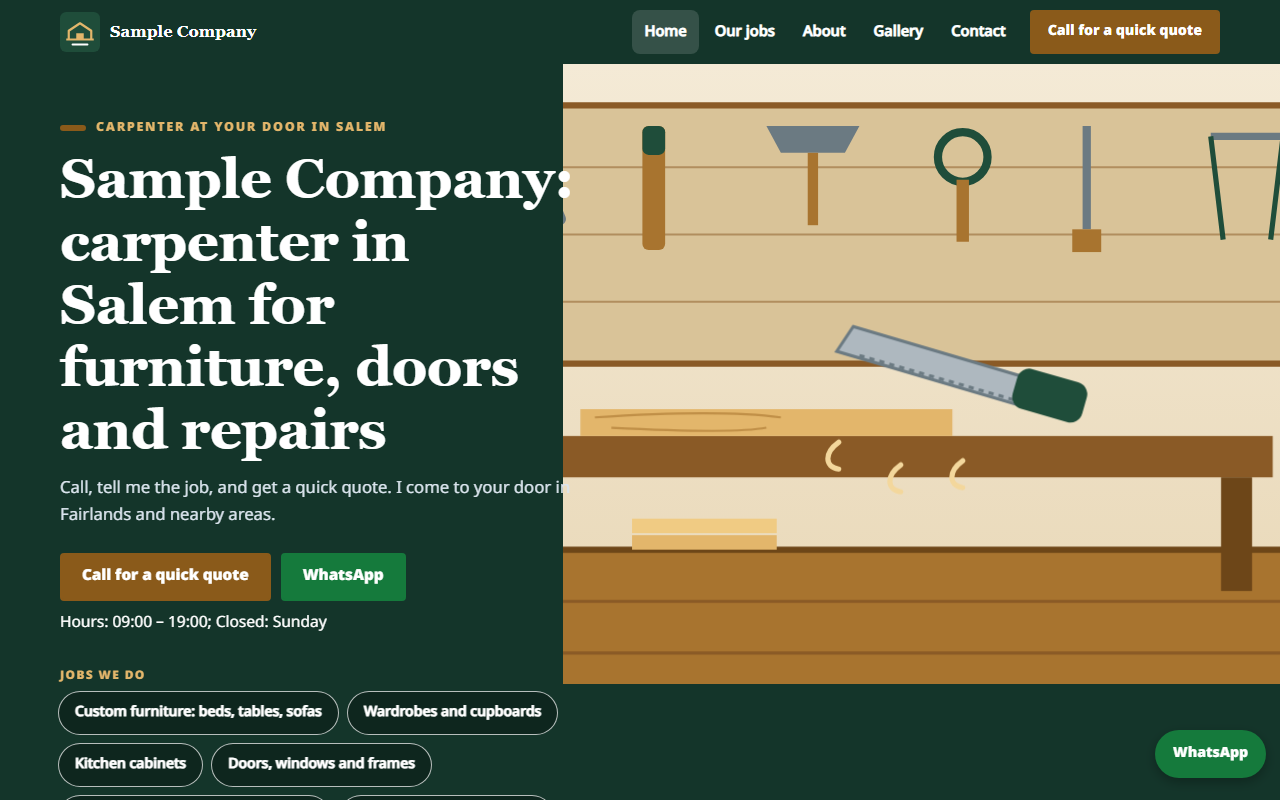 Sample Company
Home
Our jobs
About
Gallery
Contact
Call for a quick quote
CARPENTER AT YOUR DOOR IN SALEM
Sample Company:
carpenter in
Salem for
furniture, doors
and repairs
Call, tell me the job, and get a quick quote. I come to your door in
Fairlands and nearby areas.
Call for a quick quote
WhatsApp
Hours: 09:00 – 19:00; Closed: Sunday
JOBS WE DO
Custom furniture: beds, tables, sofas
Wardrobes and cupboards
Kitchen cabinets
Doors, windows and frames
WhatsApp